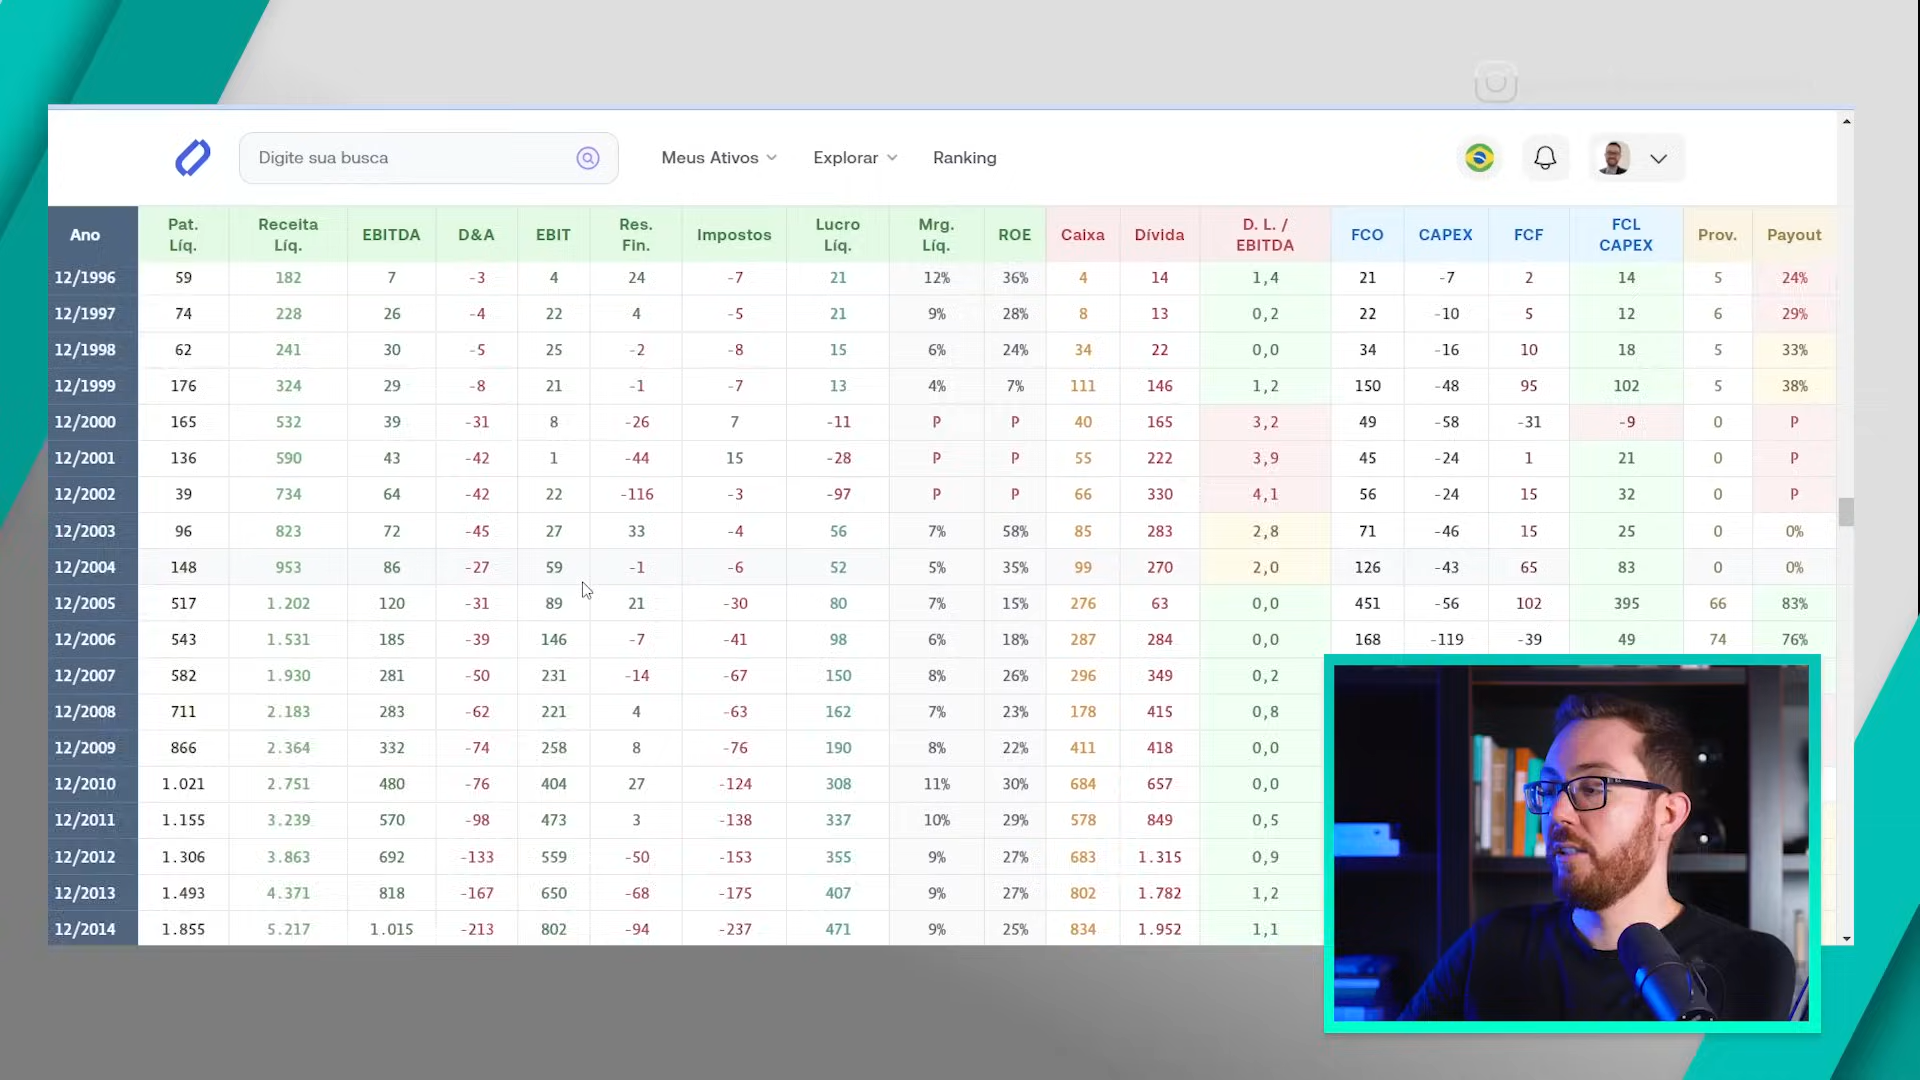 Digite sua busca Meus Ativos Explorar Ranking
Ano Pat. Líq. Receita Líq. EBITDA D&A EBIT Res. Fin. Impostos Lucro Líq. Mrg. Líq. ROE Caixa Dívida D. L. / EBITDA FCO CAPEX FCF FCL CAPEX Prov. Payout
12/1996 59 182 7 -3 4 24 -7 21 12% 36% 4 14 1,4 21 -7 2 14 5 24%
12/1997 74 228 26 -4 22 4 -5 21 9% 28% 8 13 0,2 22 -10 5 12 6 29%
12/1998 62 241 30 -5 25 -2 -8 15 6% 24% 34 22 0,0 34 -16 10 18 5 33%
12/1999 176 324 29 -8 21 -1 -7 13 4% 7% 111 146 1,2 150 -48 95 102 5 38%
12/2000 165 532 39 -31 8 -26 7 -11 P P 40 165 3,2 49 -58 -31 -9 0 P
12/2001 136 590 43 -42 1 -44 15 -28 P P 55 222 3,9 45 -24 1 21 0 P
12/2002 39 734 64 -42 22 -116 -3 -97 P P 66 330 4,1 56 -24 15 32 0 P
12/2003 96 823 72 -45 27 33 -4 56 7% 58% 85 283 2,8 71 -46 15 25 0 0%
12/2004 148 953 86 -27 59 -1 -6 52 5% 35% 99 270 2,0 126 -43 65 83 0 0%
12/2005 517 1.202 120 -31 89 21 -30 80 7% 15% 276 63 0,0 451 -56 102 395 66 83%
12/2006 543 1.531 185 -39 146 -7 -41 98 6% 18% 287 284 0,0 168 -119 -39 49 74 76%
12/2007 582 1.930 281 -50 231 -14 -67 150 8% 26% 296 349 0,2
12/2008 711 2.183 283 -62 221 4 -63 162 7% 23% 178 415 0,8
12/2009 866 2.364 332 -74 258 8 -76 190 8% 22% 411 418 0,0
12/2010 1.021 2.751 480 -76 404 27 -124 308 11% 30% 684 657 0,0
12/2011 1.155 3.239 570 -98 473 3 -138 337 10% 29% 578 849 0,5
12/2012 1.306 3.863 692 -133 559 -50 -153 355 9% 27% 683 1.315 0,9
12/2013 1.493 4.371 818 -167 650 -68 -175 407 9% 27% 802 1.782 1,2
12/2014 1.855 5.217 1.015 -213 802 -94 -237 471 9% 25% 834 1.952 1,1